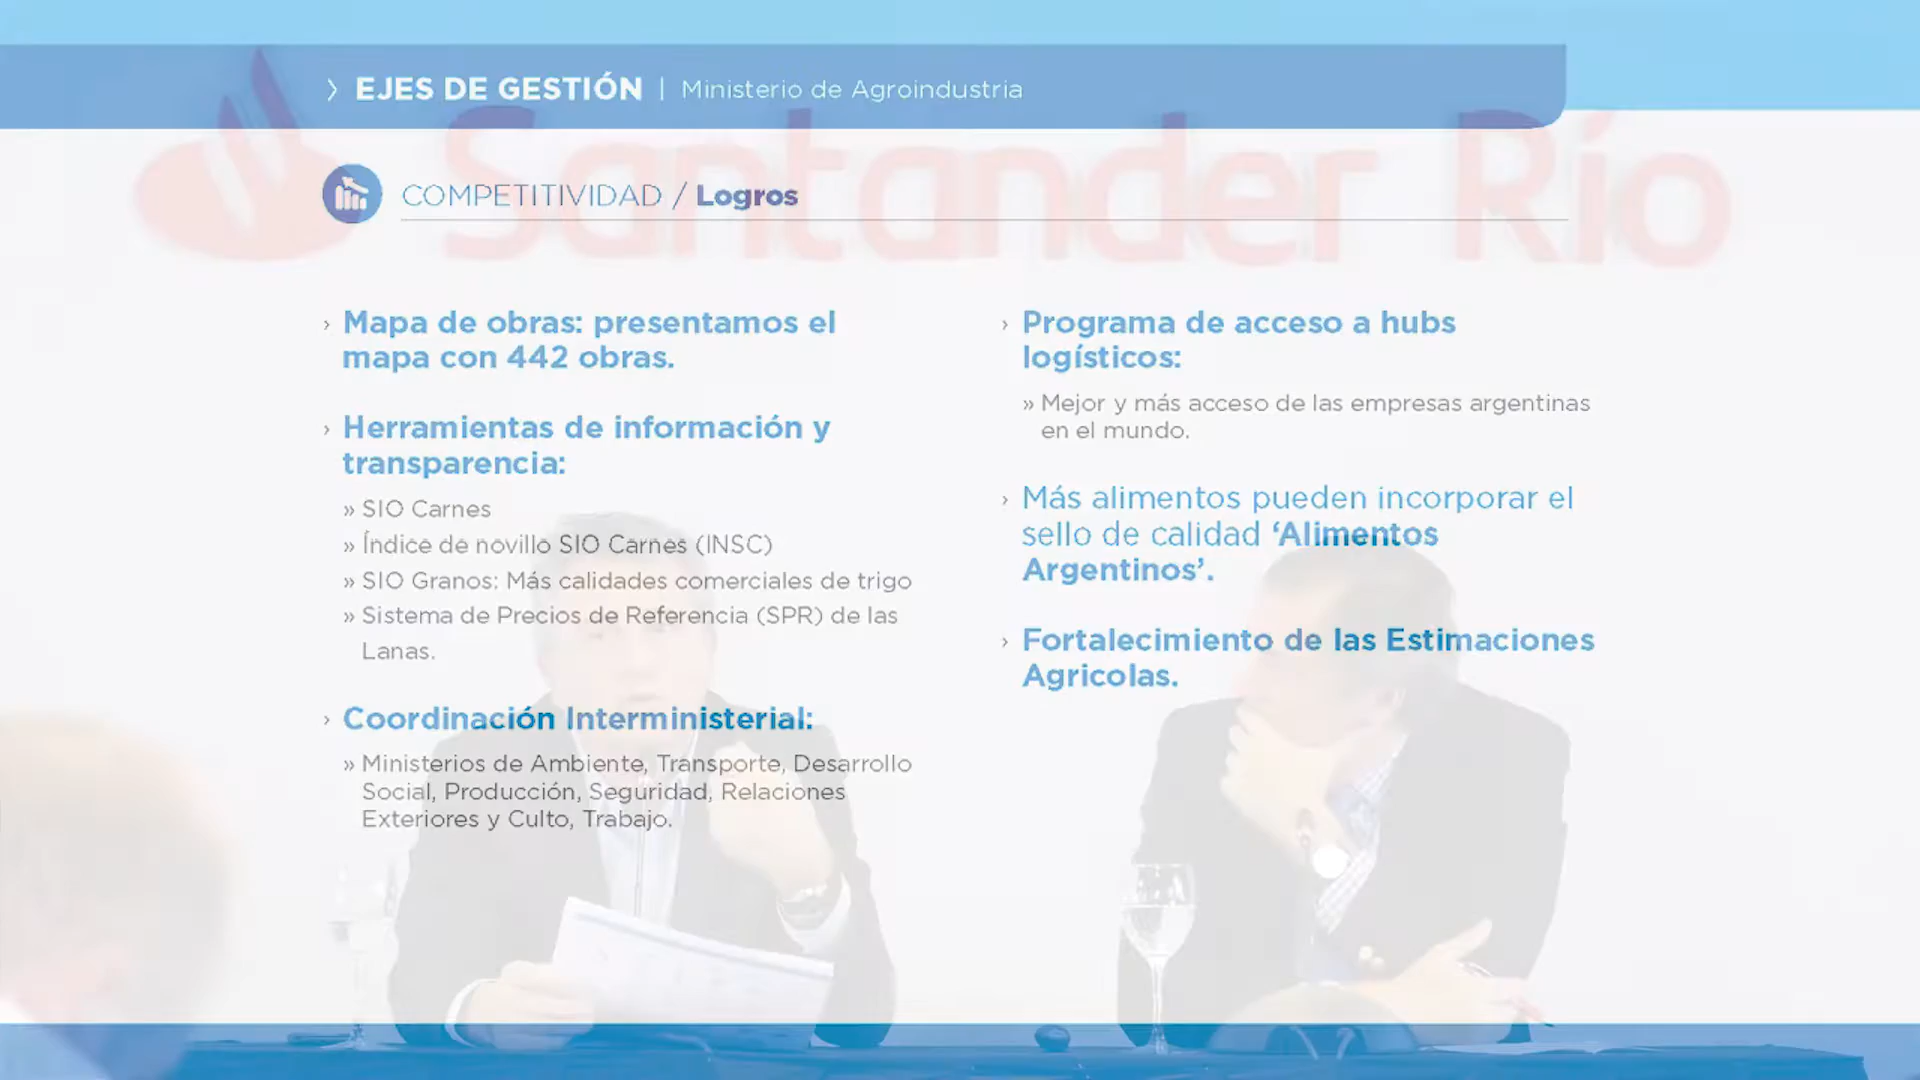 › EJES DE GESTIÓN | Ministerio de Agroindustria
Santander Río
COMPETITIVIDAD / Logros
› Mapa de obras: presentamos el
mapa con 442 obras.
› Herramientas de información y
transparencia:
» SIO Carnes
» Índice de novillo SIO Carnes (INSC)
» SIO Granos: Más calidades comerciales de trigo
» Sistema de Precios de Referencia (SPR) de las
Lanas.
› Coordinación Interministerial:
» Ministerios de Ambiente, Transporte, Desarrollo
Social, Producción, Seguridad, Relaciones
Exteriores y Culto, Trabajo.
› Programa de acceso a hubs
logísticos:
» Mejor y más acceso de las empresas argentinas
en el mundo.
› Más alimentos pueden incorporar el
sello de calidad ‘Alimentos
Argentinos’.
› Fortalecimiento de las Estimaciones
Agricolas.